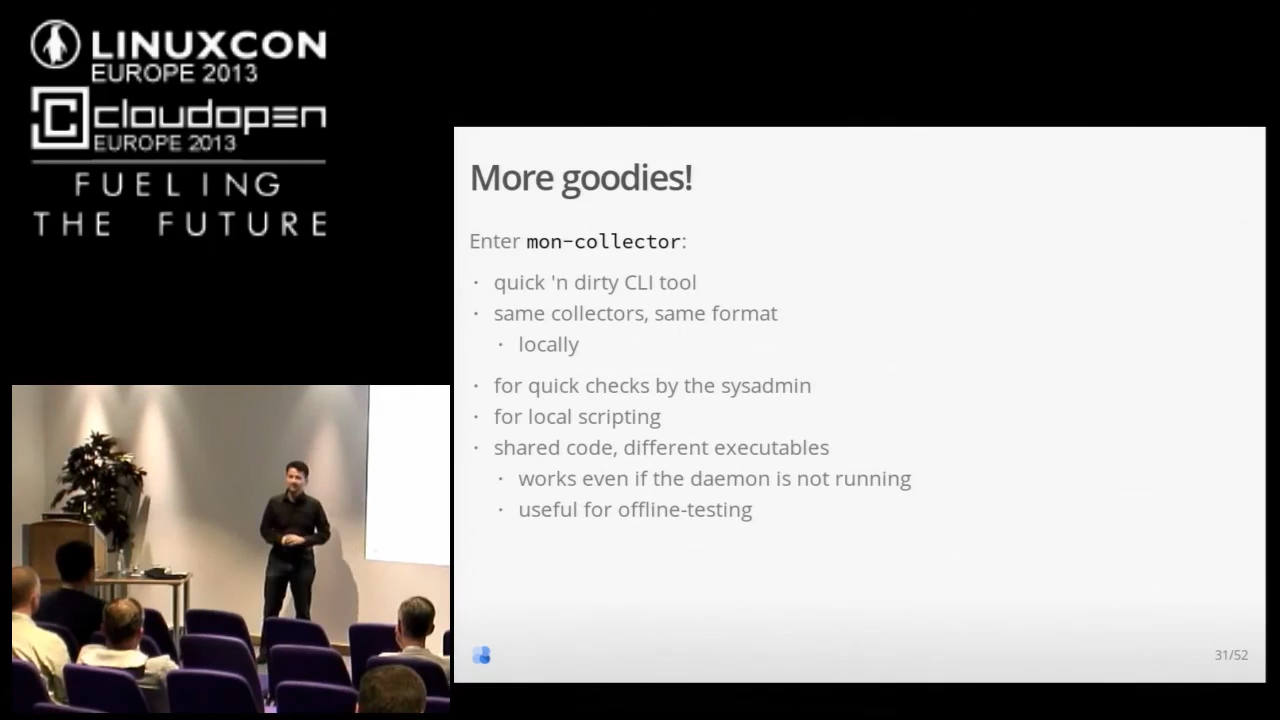 LINUXCON
EUROPE 2013
cloudopen
EUROPE 2013
FUELING
THE FUTURE
More goodies!
Enter mon-collector:
· quick 'n dirty CLI tool
· same collectors, same format
· locally
· for quick checks by the sysadmin
· for local scripting
· shared code, different executables
· works even if the daemon is not running
· useful for offline-testing
31/52